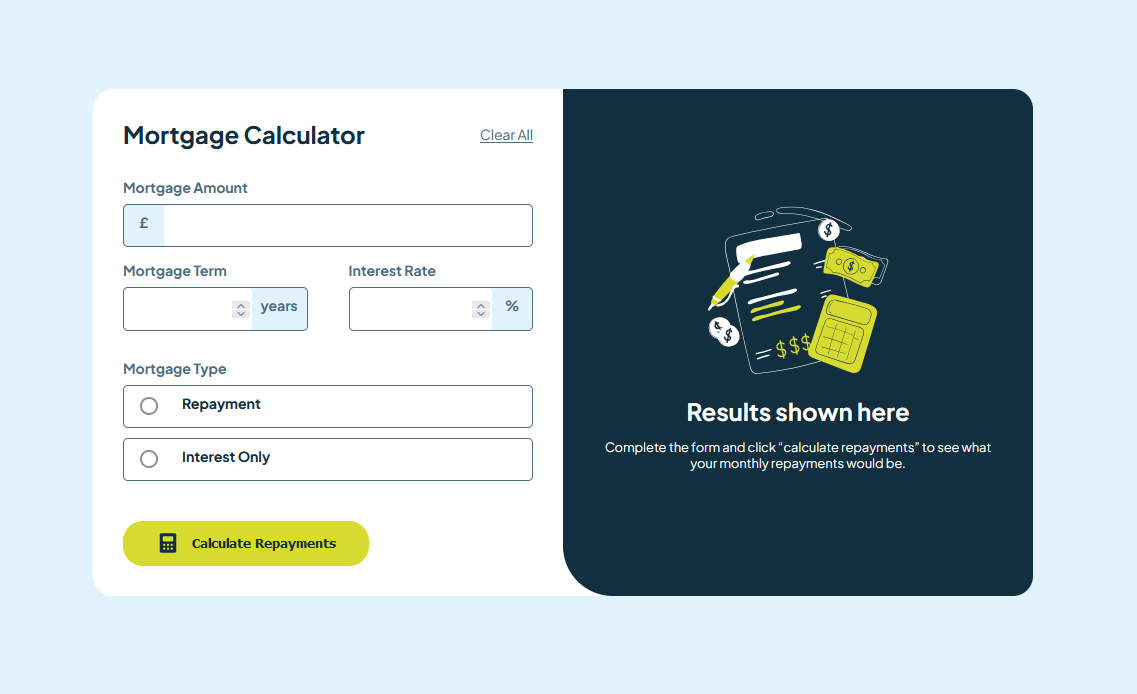 Mortgage Calculator
Clear All
Mortgage Amount
£
Mortgage Term
Interest Rate
years
%
Mortgage Type
Repayment
Interest Only
Calculate Repayments
$
$
$
$
$$$
Results shown here
Complete the form and click “calculate repayments” to see what
your monthly repayments would be.